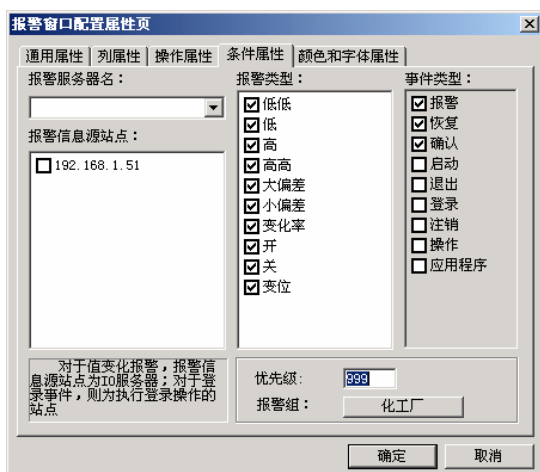 报警窗口配置属性页
通用属性 列属性 操作属性 条件属性 颜色和字体属性
报警服务器名：
报警信息源站点：
192.168.1.51
对于值变化报警，报警信
息源站点为IO服务器；对于登
录事件，则为执行登录操作的
站点
报警类型：
低低
低
高
高高
大偏差
小偏差
变化率
开
关
变位
事件类型：
报警
恢复
确认
启动
退出
登录
注销
操作
应用程序
优先级: 999
报警组： 化工厂
确定 取消